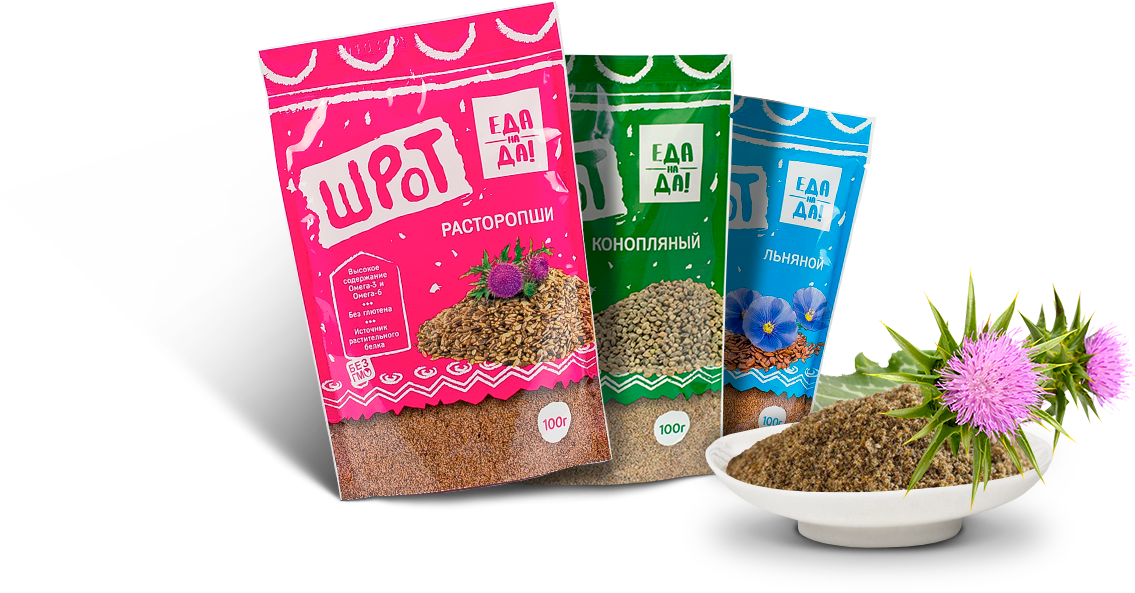 ШРОТ
ЕДА
НА
ДА!
РАСТОРОПШИ
Высокое
содержание
Омега-3 и
Омега-6
•••
Без глютена
•••
Источник
растительного
белка
БЕЗ
ГМО
100г
ЕДА
НА
ДА!
КОНОПЛЯНЫЙ
100г
ЕДА
НА
ДА!
ЛЬНЯНОЙ
100г